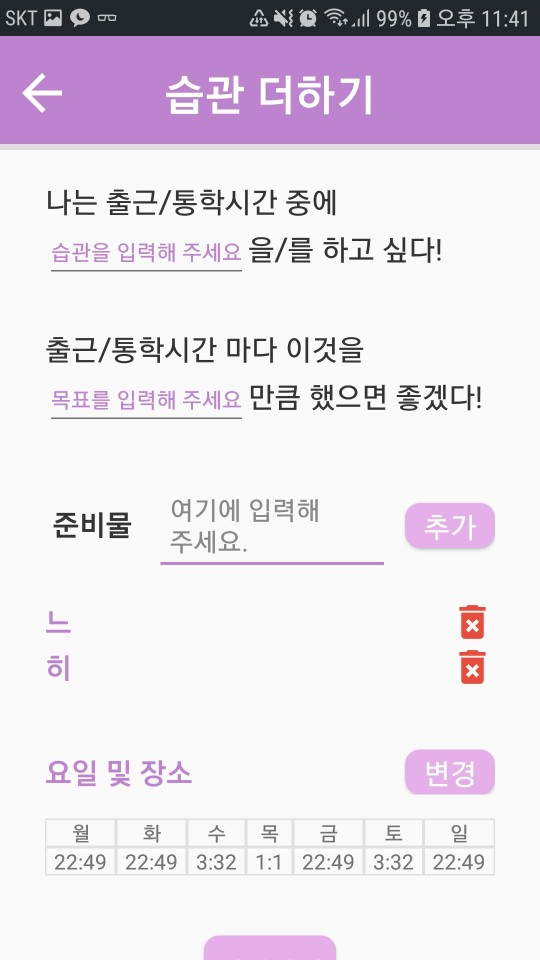 SKT 99% 오후 11:41
습관 더하기
나는 출근/통학시간 중에
습관을 입력해 주세요 을/를 하고 싶다!
출근/통학시간 마다 이것을
목표를 입력해 주세요 만큼 했으면 좋겠다!
준비물 여기에 입력해 주세요. 추가
느
히
요일 및 장소 변경
월 화 수 목 금 토 일
22:49 22:49 3:32 1:1 22:49 3:32 22:49